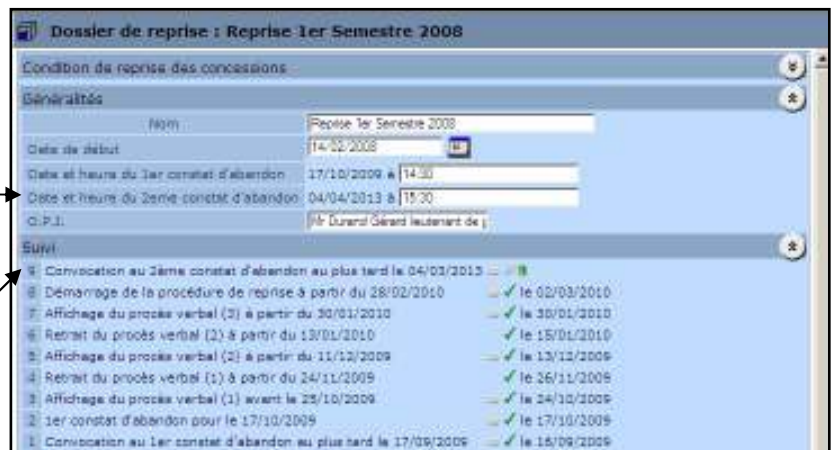 Dossier de reprise : Reprise 1er Semestre 2008
Condition de reprise des concessions
Généralités
Nom Reprise 1er Semestre 2008
Date de début 14/02/2008
Date et heure du 1er constat d'abandon 17/10/2009 à 14:30
Date et heure du 2eme constat d'abandon 04/04/2013 à 15:30
O.P.J. Mr Durand Gérard lieutenant de p
Suivi
9 Convocation au 2ème constat d'abandon au plus tard le 04/03/2013
8 Démarrage de la procédure de reprise à partir du 28/02/2010 le 02/03/2010
7 Affichage du procès verbal (3) à partir du 30/01/2010 le 30/01/2010
6 Retrait du procès verbal (2) à partir du 13/01/2010 le 15/01/2010
5 Affichage du procès verbal (2) à partir du 11/12/2009 le 13/12/2009
4 Retrait du procès verbal (1) à partir du 24/11/2009 le 26/11/2009
3 Affichage du procès verbal (1) avant le 25/10/2009 le 24/10/2009
2 1er constat d'abandon pour le 17/10/2009 le 17/10/2009
1 Convocation au 1er constat d'abandon au plus tard le 17/09/2009 le 16/09/2009